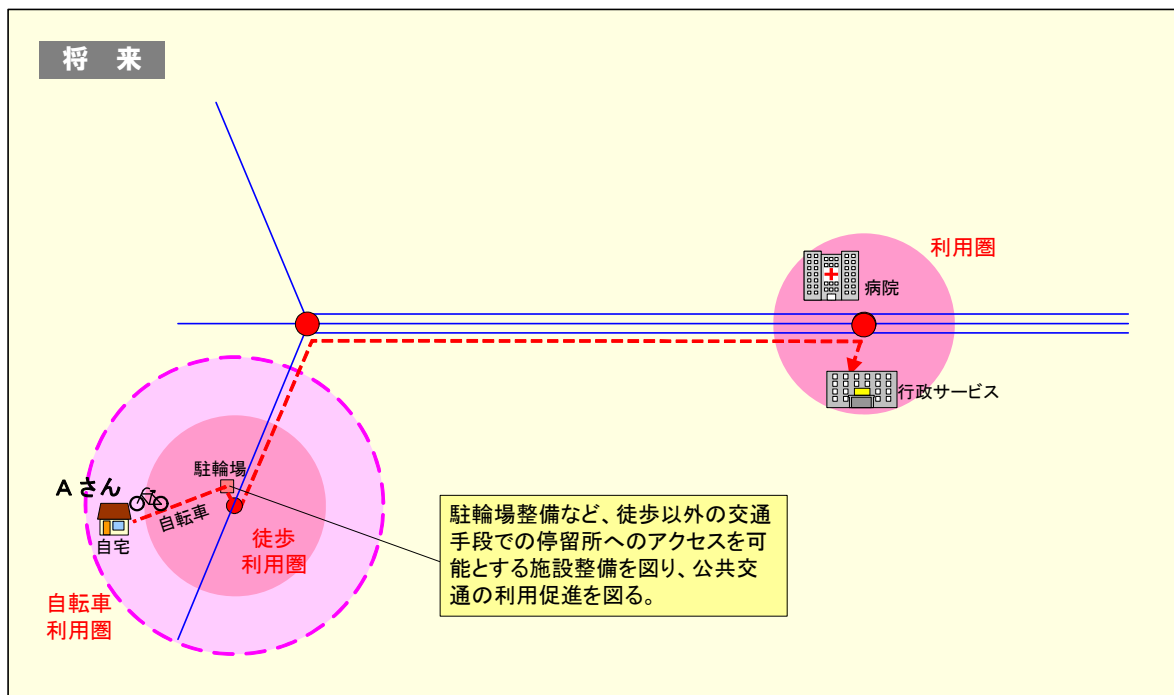 将 来
利用圏
病院
行政サービス
駐輪場
Aさん
自転車
自宅
徒歩
利用圏
自転車
利用圏
駐輪場整備など、徒歩以外の交通
手段での停留所へのアクセスを可
能とする施設整備を図り、公共交
通の利用促進を図る。